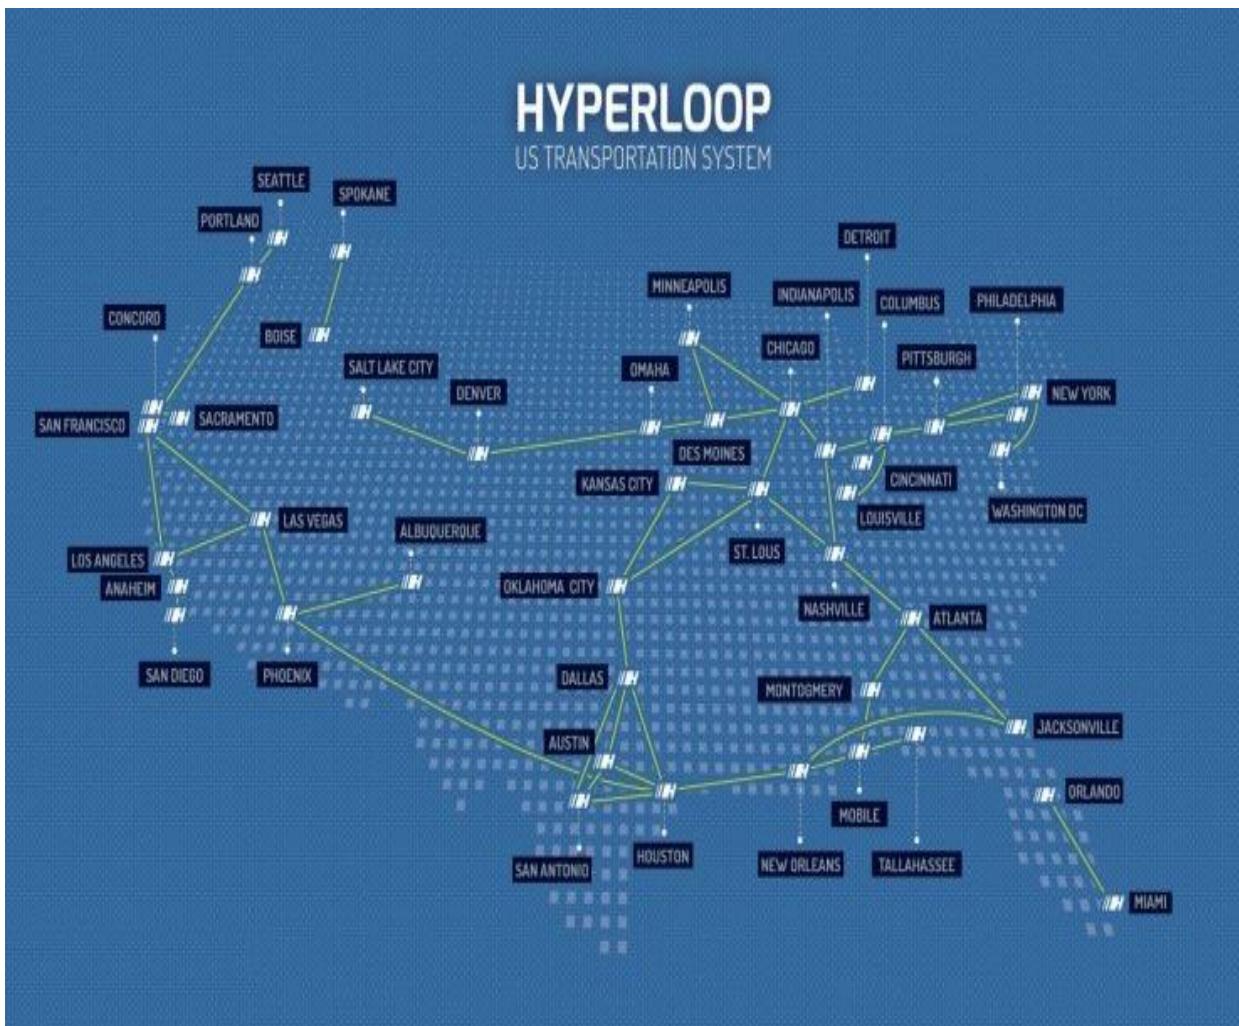 HYPERLOOP
US TRANSPORTATION SYSTEM
SEATTLE
SPOKANE
PORTLAND
DETROIT
MINNEAPOLIS
INDIANAPOLIS
COLUMBUS
PHILADELPHIA
CONCORD
BOISE
CHICAGO
PITTSBURGH
SALT LAKE CITY
OMAHA
DENVER
NEW YORK
SAN FRANCISCO
SACRAMENTO
DES MOINES
KANSAS CITY
CINCINNATI
LAS VEGAS
LOUISVILLE
WASHINGTON DC
ALBUQUERQUE
ST. LOUS
LOS ANGELES
ANAHEIM
OKLAHOMA CITY
NASHVILLE
ATLANTA
SAN DIEGO
PHOENIX
DALLAS
MONTOGMERY
JACKSONVILLE
AUSTIN
ORLANDO
MOBILE
SAN ANTONIO
HOUSTON
NEW ORLEANS
TALLAHASSEE
MIAMI